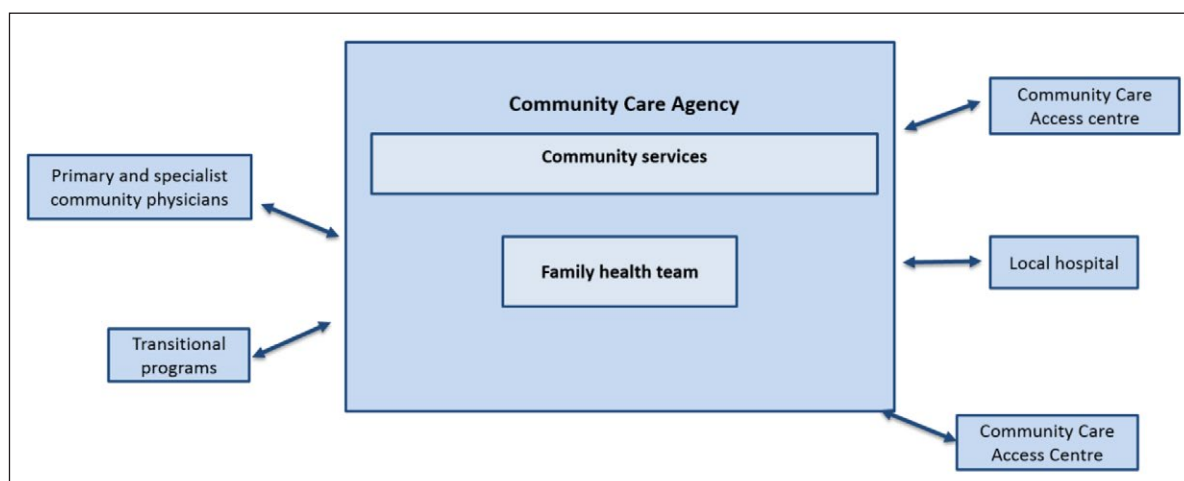 Community Care Agency
Community services
Family health team
Primary and specialist
community physicians
Transitional
programs
Community Care
Access centre
Local hospital
Community Care
Access Centre